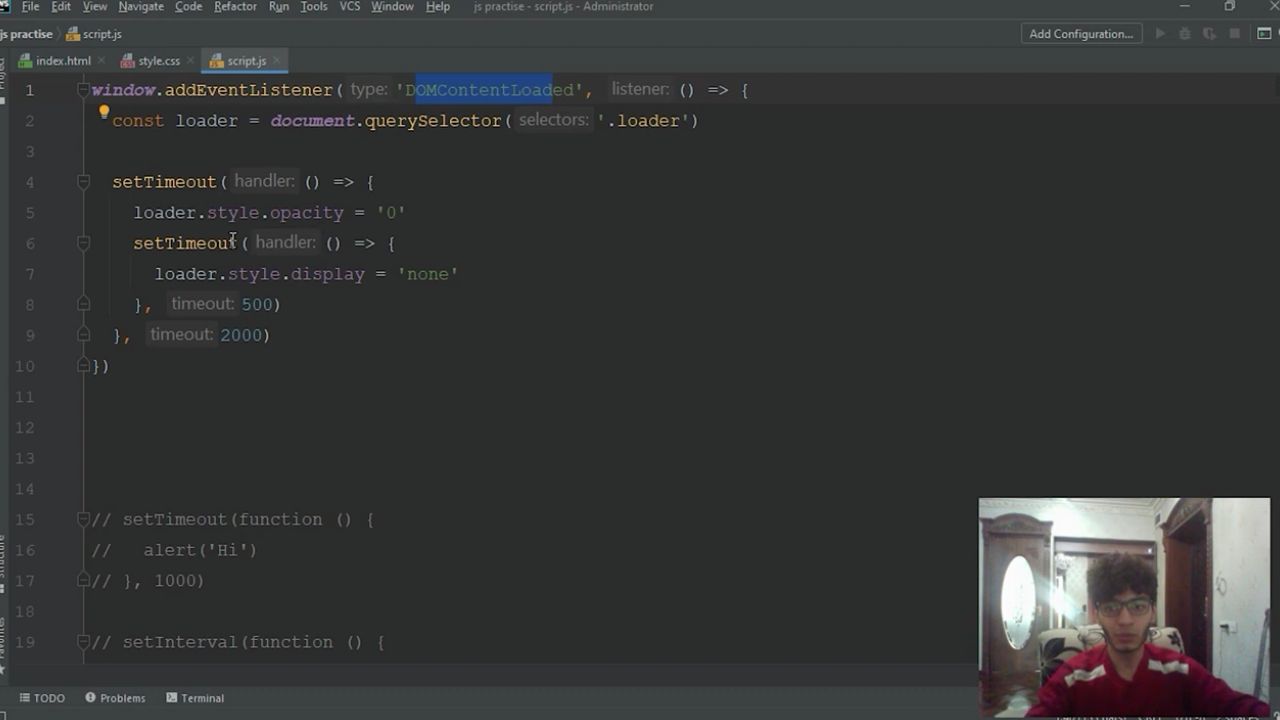 File Edit View Navigate Code Refactor Run Tools VCS Window Help js practise - script.js - Administrator
js practise script.js Add Configuration...
index.html style.css script.js
Project
1 window.addEventListener( type: 'DOMContentLoaded', listener: () => {
2 const loader = document.querySelector( selectors: '.loader')
3
4 setTimeout( handler: () => {
5 loader.style.opacity = '0'
6 setTimeout( handler: () => {
7 loader.style.display = 'none'
8 }, timeout: 500)
9 }, timeout: 2000)
10 })
11
12
13
14
15 // setTimeout(function () {
16 // alert('Hi')
17 // }, 1000)
18
19 // setInterval(function () {
Structure
Favorites
TODO Problems Terminal